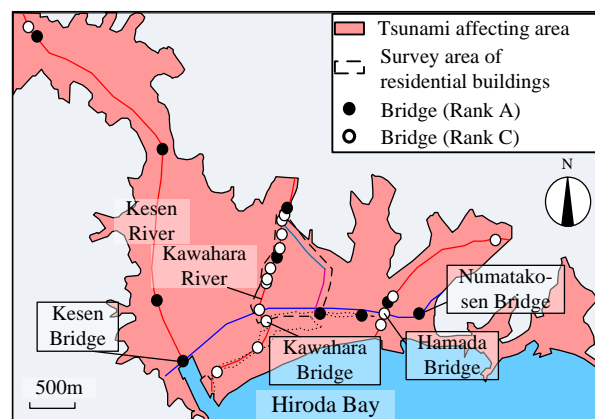 Tsunami affecting area
Survey area of
residential buildings
Bridge (Rank A)
Bridge (Rank C)
N
Kesen
River
Kawahara
River
Kesen
Bridge
Numatako-
sen Bridge
Kawahara
Bridge
Hamada
Bridge
500m
Hiroda Bay